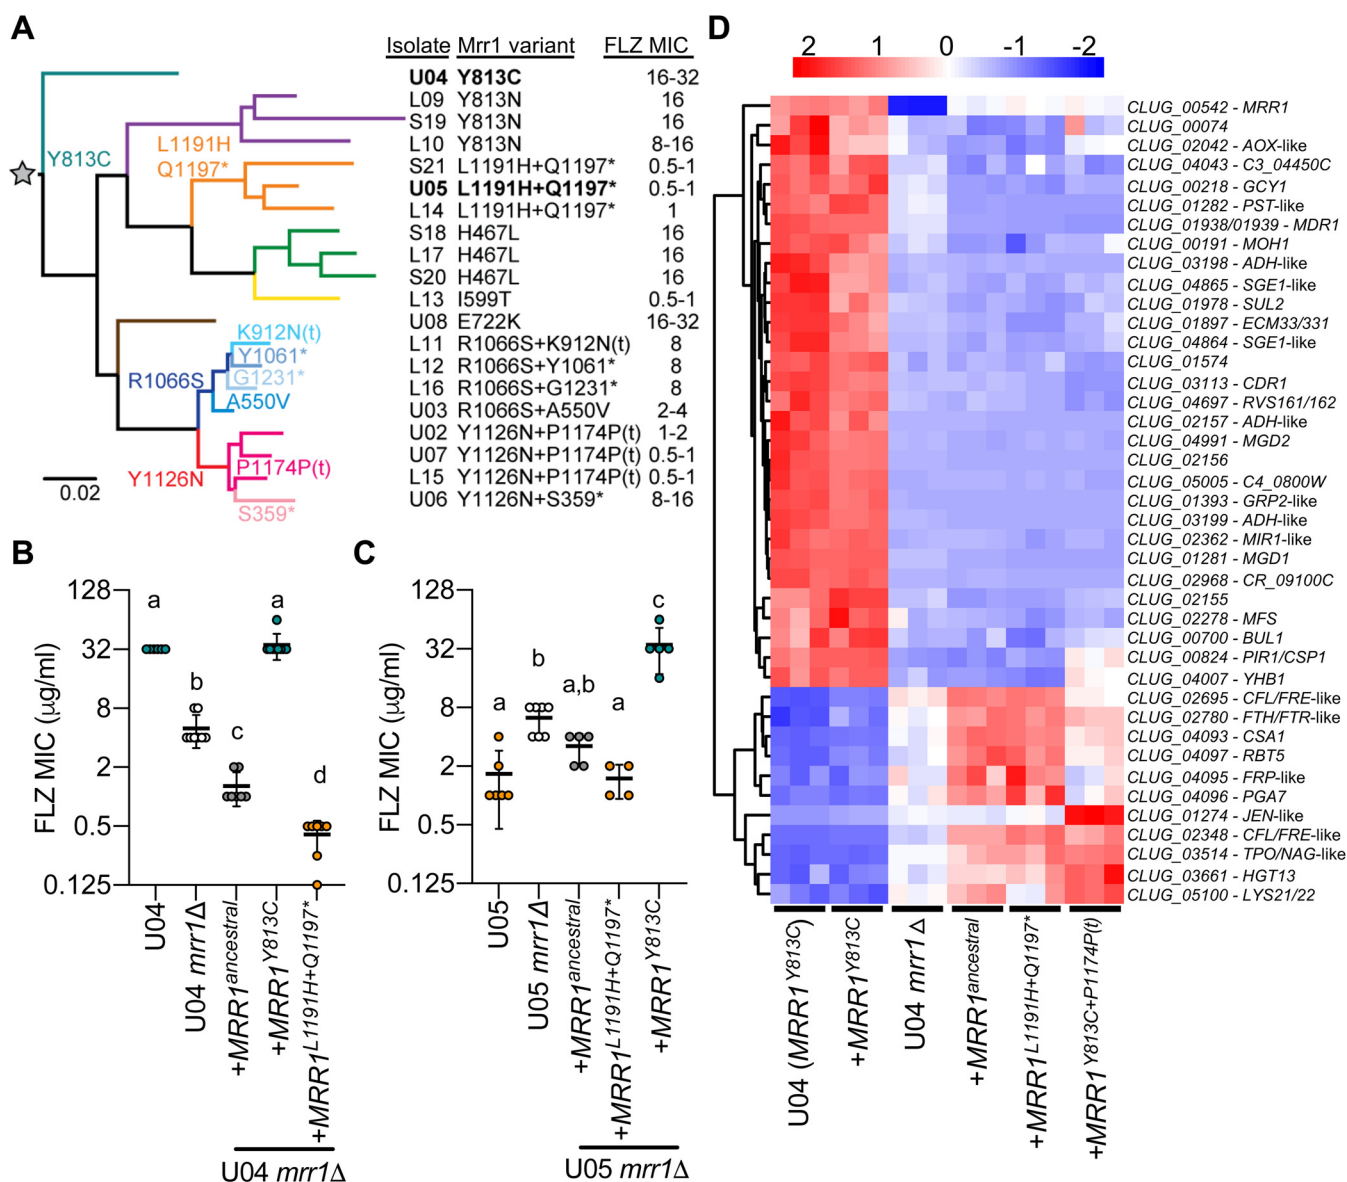 A
Isolate Mrr1 variant FLZ MIC
U04 Y813C 16-32
L09 Y813N 16
S19 Y813N 16
L10 Y813N 8-16
S21 L1191H+Q1197* 0.5-1
U05 L1191H+Q1197* 0.5-1
L14 L1191H+Q1197* 1
S18 H467L 16
L17 H467L 16
S20 H467L 16
L13 I599T 0.5-1
U08 E722K 16-32
L11 R1066S+K912N(t) 8
L12 R1066S+Y1061* 8
L16 R1066S+G1231* 8
U03 R1066S+A550V 2-4
U02 Y1126N+P1174P(t) 1-2
U07 Y1126N+P1174P(t) 0.5-1
L15 Y1126N+P1174P(t) 0.5-1
U06 Y1126N+S359* 8-16
Y813C
L1191H
Q1197*
K912N(t)
Y1061*
G1231*
R1066S
A550V
Y1126N
P1174P(t)
S359*
0.02
B
FLZ MIC (µg/ml)
128
32
8
2
0.5
0.125
a
b
c
a
d
U04
U04 mrr1Δ
+MRR1ancestral
+MRR1Y813C
+MRR1L1191H+Q1197*
U04 mrr1Δ
C
FLZ MIC (µg/ml)
128
32
8
2
0.5
0.125
a
b
a,b
a
c
U05
U05 mrr1Δ
+MRR1ancestral
+MRR1L1191H+Q1197*
+MRR1Y813C
U05 mrr1Δ
D
2 1 0 -1 -2
CLUG_00542 - MRR1
CLUG_00074
CLUG_02042 - AOX-like
CLUG_04043 - C3_04450C
CLUG_00218 - GCY1
CLUG_01282 - PST-like
CLUG_01938/01939 - MDR1
CLUG_00191 - MOH1
CLUG_03198 - ADH-like
CLUG_04865 - SGE1-like
CLUG_01978 - SUL2
CLUG_01897 - ECM33/331
CLUG_04864 - SGE1-like
CLUG_01574
CLUG_03113 - CDR1
CLUG_04697 - RVS161/162
CLUG_02157 - ADH-like
CLUG_04991 - MGD2
CLUG_02156
CLUG_05005 - C4_0800W
CLUG_01393 - GRP2-like
CLUG_03199 - ADH-like
CLUG_02362 - MIR1-like
CLUG_01281 - MGD1
CLUG_02968 - CR_09100C
CLUG_02155
CLUG_02278 - MFS
CLUG_00700 - BUL1
CLUG_00824 - PIR1/CSP1
CLUG_04007 - YHB1
CLUG_02695 - CFL/FRE-like
CLUG_02780 - FTH/FTR-like
CLUG_04093 - CSA1
CLUG_04097 - RBT5
CLUG_04095 - FRP-like
CLUG_04096 - PGA7
CLUG_01274 - JEN-like
CLUG_02348 - CFL/FRE-like
CLUG_03514 - TPO/NAG-like
CLUG_03661 - HGT13
CLUG_05100 - LYS21/22
U04 (MRR1Y813C)
+MRR1Y813C
U04 mrr1Δ
+MRR1ancestral
+MRR1L1191H+Q1197*
+MRR1Y813C+P1174P(t)